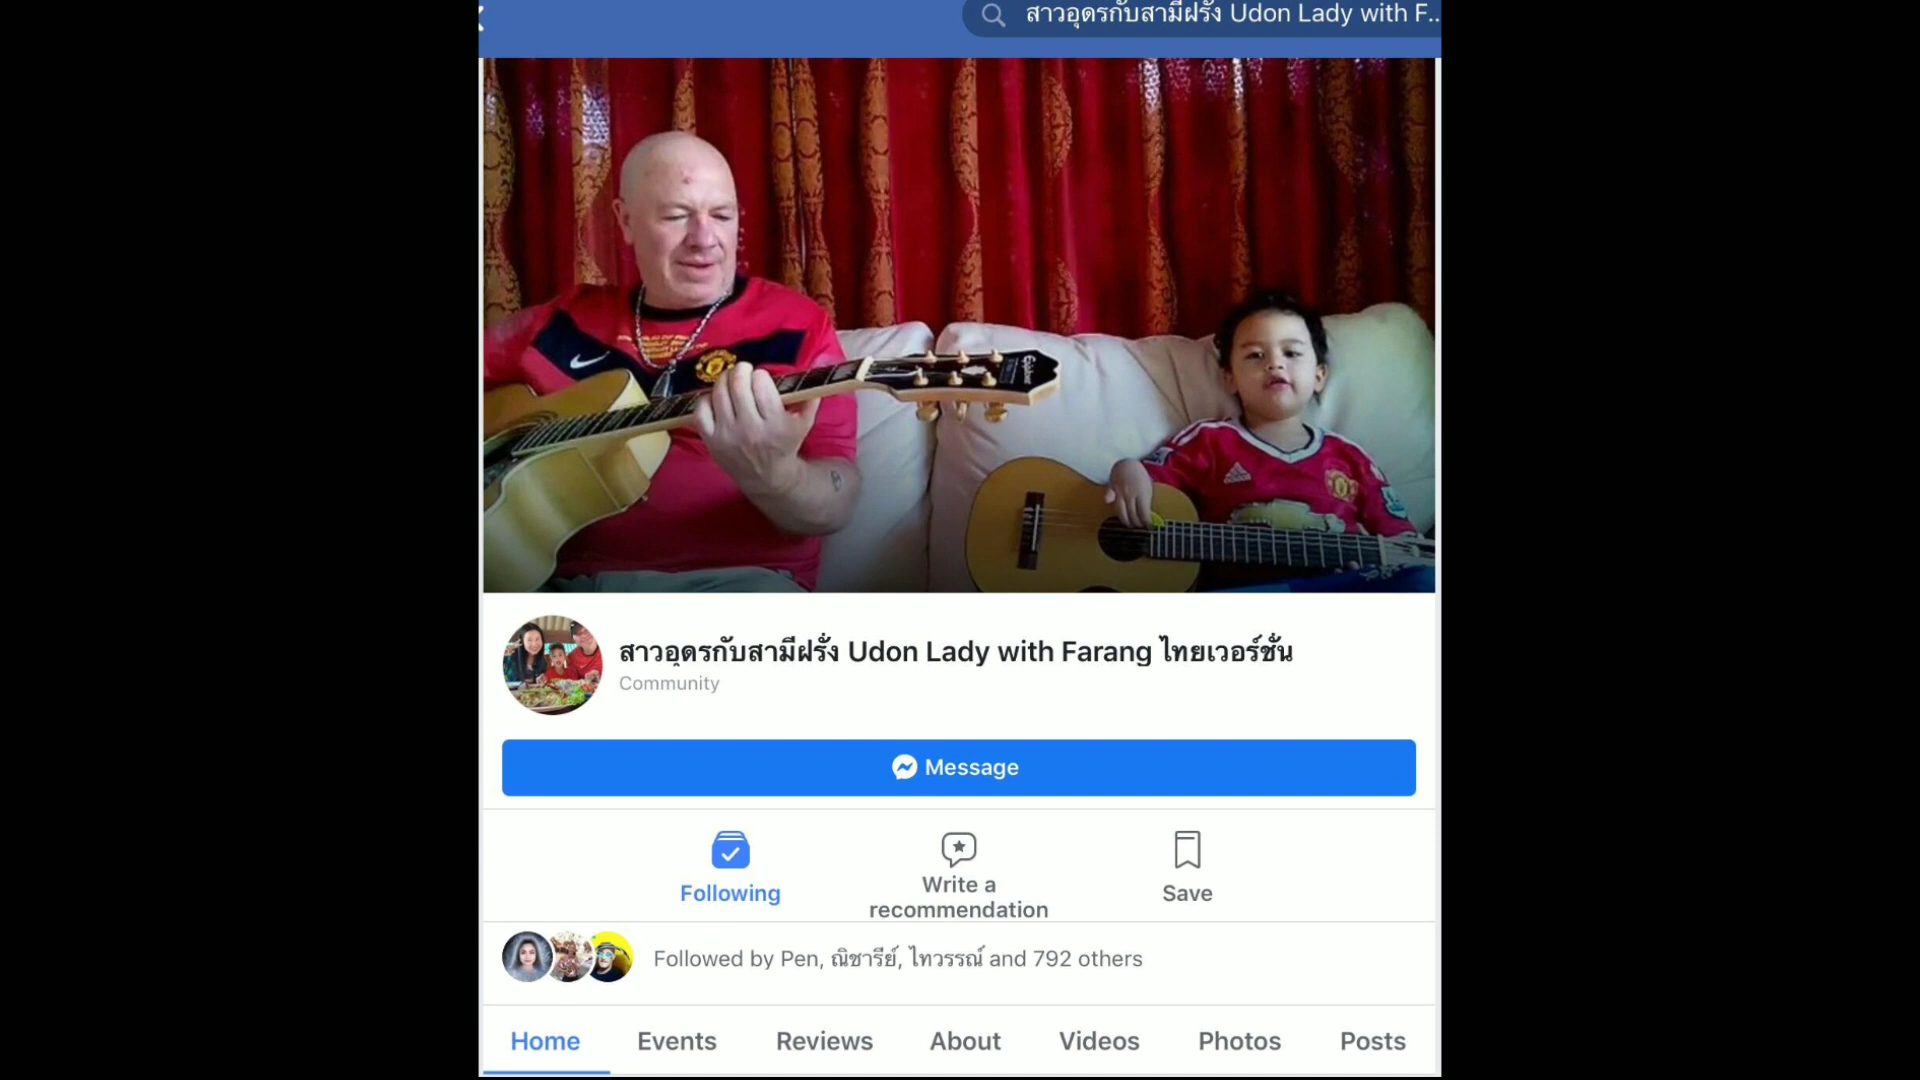 สาวอุดรกับสามีฝรั่ง Udon Lady with F...
Epiphone
สาวอุดรกับสามีฝรั่ง Udon Lady with Farang ไทยเวอร์ชั่น
Community
Message
Following
Write a
recommendation
Save
Followed by Pen, ณิชารีย์, ไทวรรณ์ and 792 others
Home Events Reviews About Videos Photos Posts